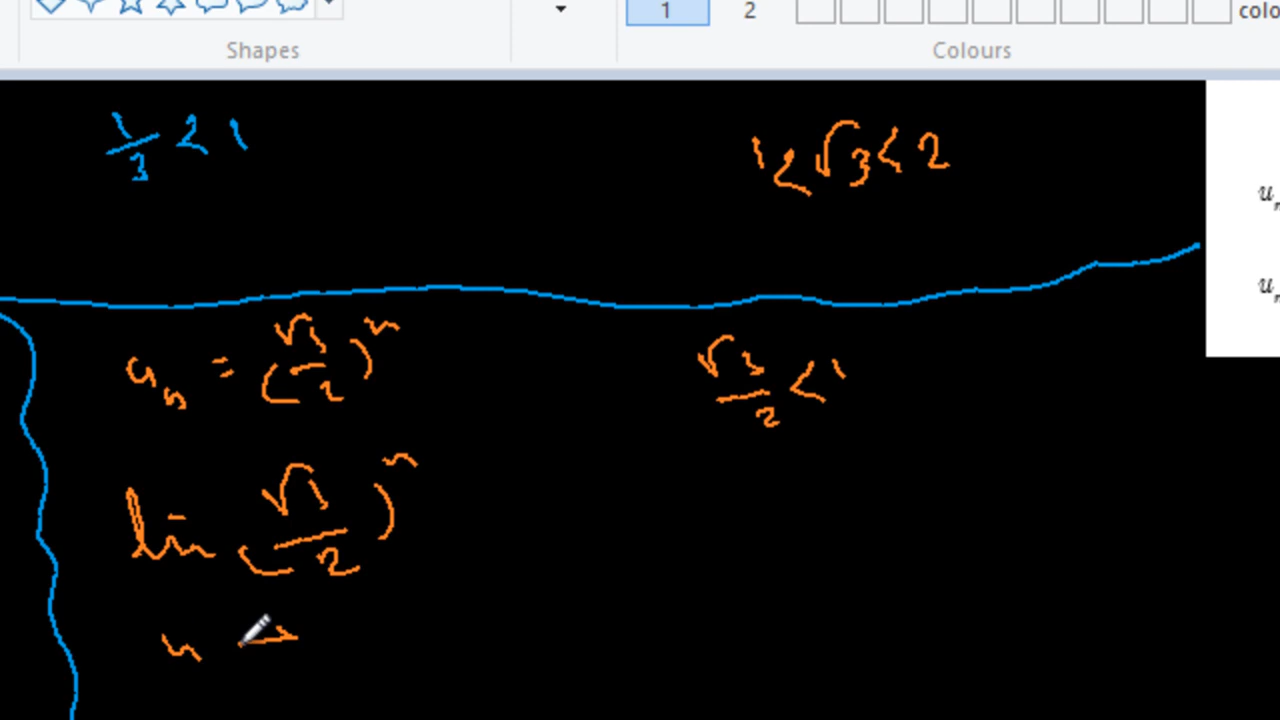 1 2 colo
Shapes Colours
1/3 < 1
1 < √3 < 2
u
u
a_n = (√3/2)^n
√3/2 < 1
lim (√3/2)^n
n →